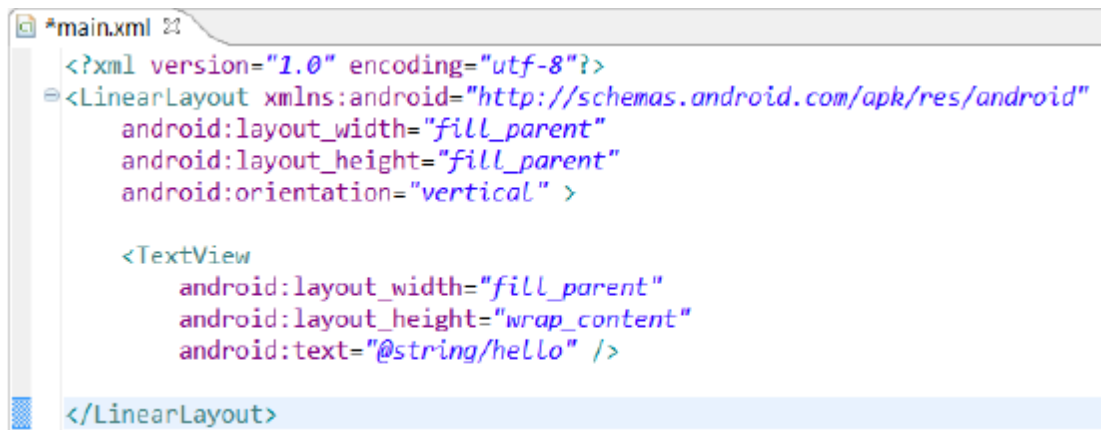 *main.xml
<?xml version="1.0" encoding="utf-8"?>
<LinearLayout xmlns:android="http://schemas.android.com/apk/res/android"
    android:layout_width="fill_parent"
    android:layout_height="fill_parent"
    android:orientation="vertical" >

    <TextView
        android:layout_width="fill_parent"
        android:layout_height="wrap_content"
        android:text="@string/hello" />

</LinearLayout>